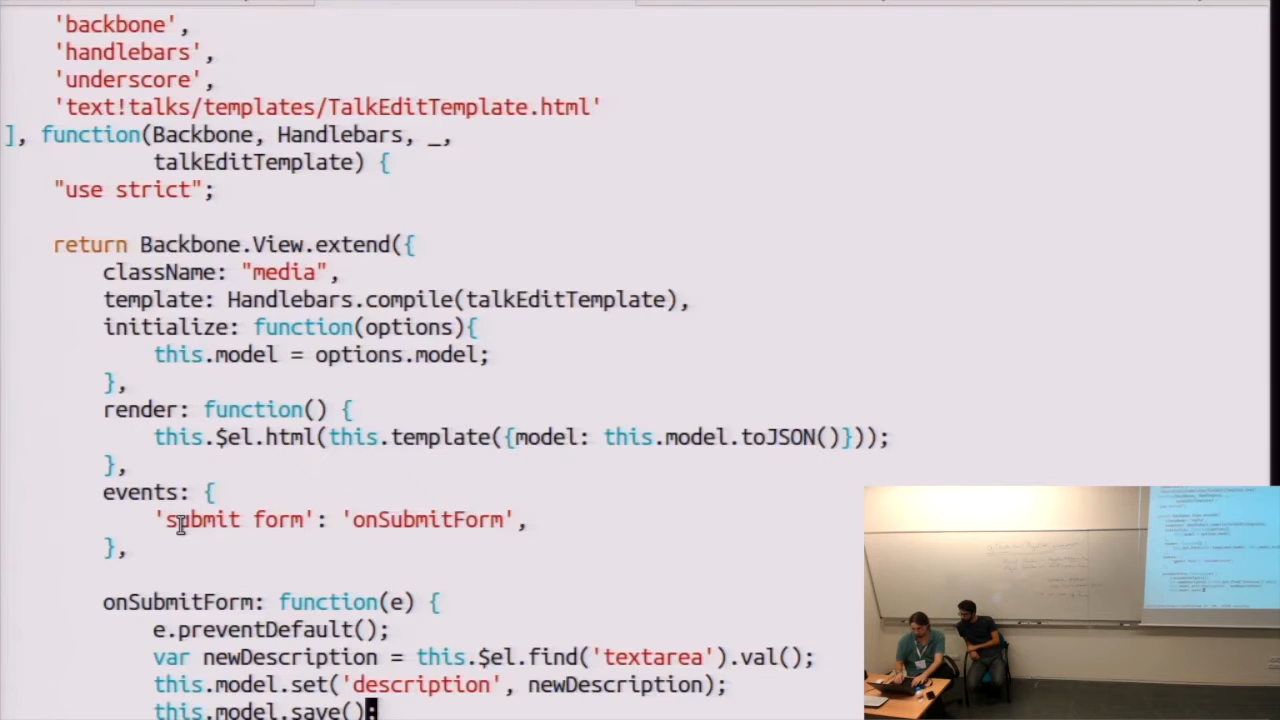 'backbone',
'handlebars',
'underscore',
'text!talks/templates/TalkEditTemplate.html'
], function(Backbone, Handlebars, _,
talkEditTemplate) {
"use strict";
return Backbone.View.extend({
className: "media",
template: Handlebars.compile(talkEditTemplate),
initialize: function(options){
this.model = options.model;
},
render: function() {
this.$el.html(this.template({model: this.model.toJSON()}));
},
events: {
'submit form': 'onSubmitForm',
},
onSubmitForm: function(e) {
e.preventDefault();
var newDescription = this.$el.find('textarea').val();
this.model.set('description', newDescription);
this.model.save();